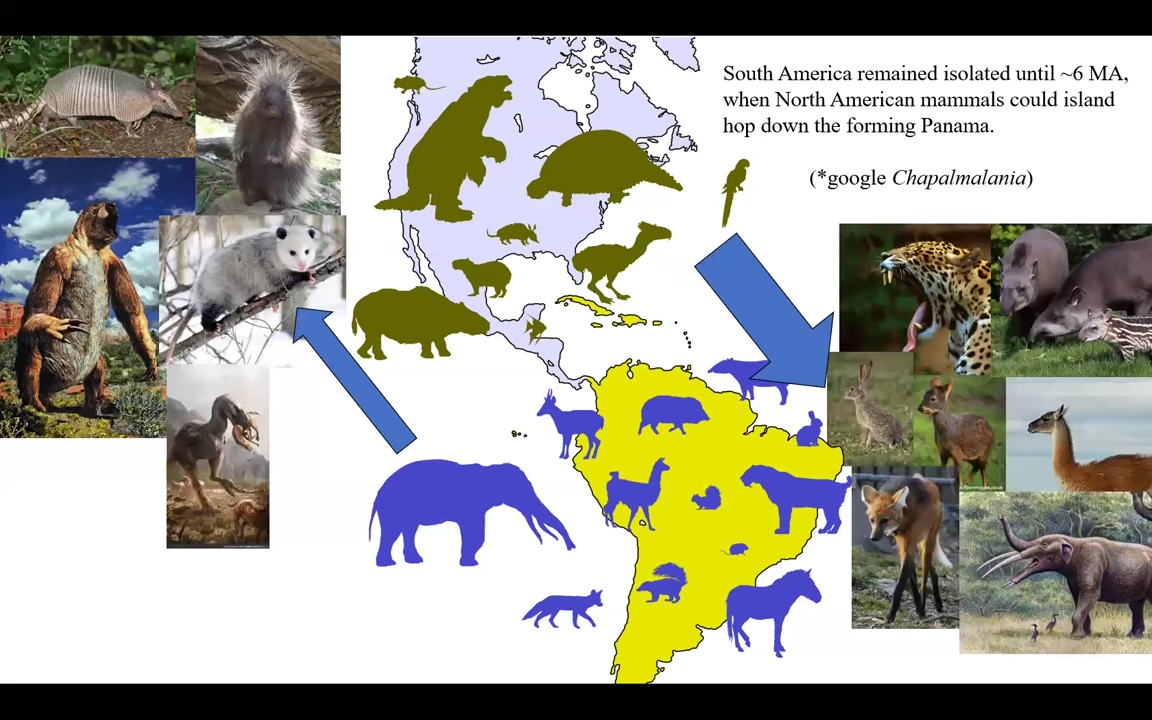 South America remained isolated until ~6 MA,
when North American mammals could island
hop down the forming Panama.
(*google Chapalmalania)